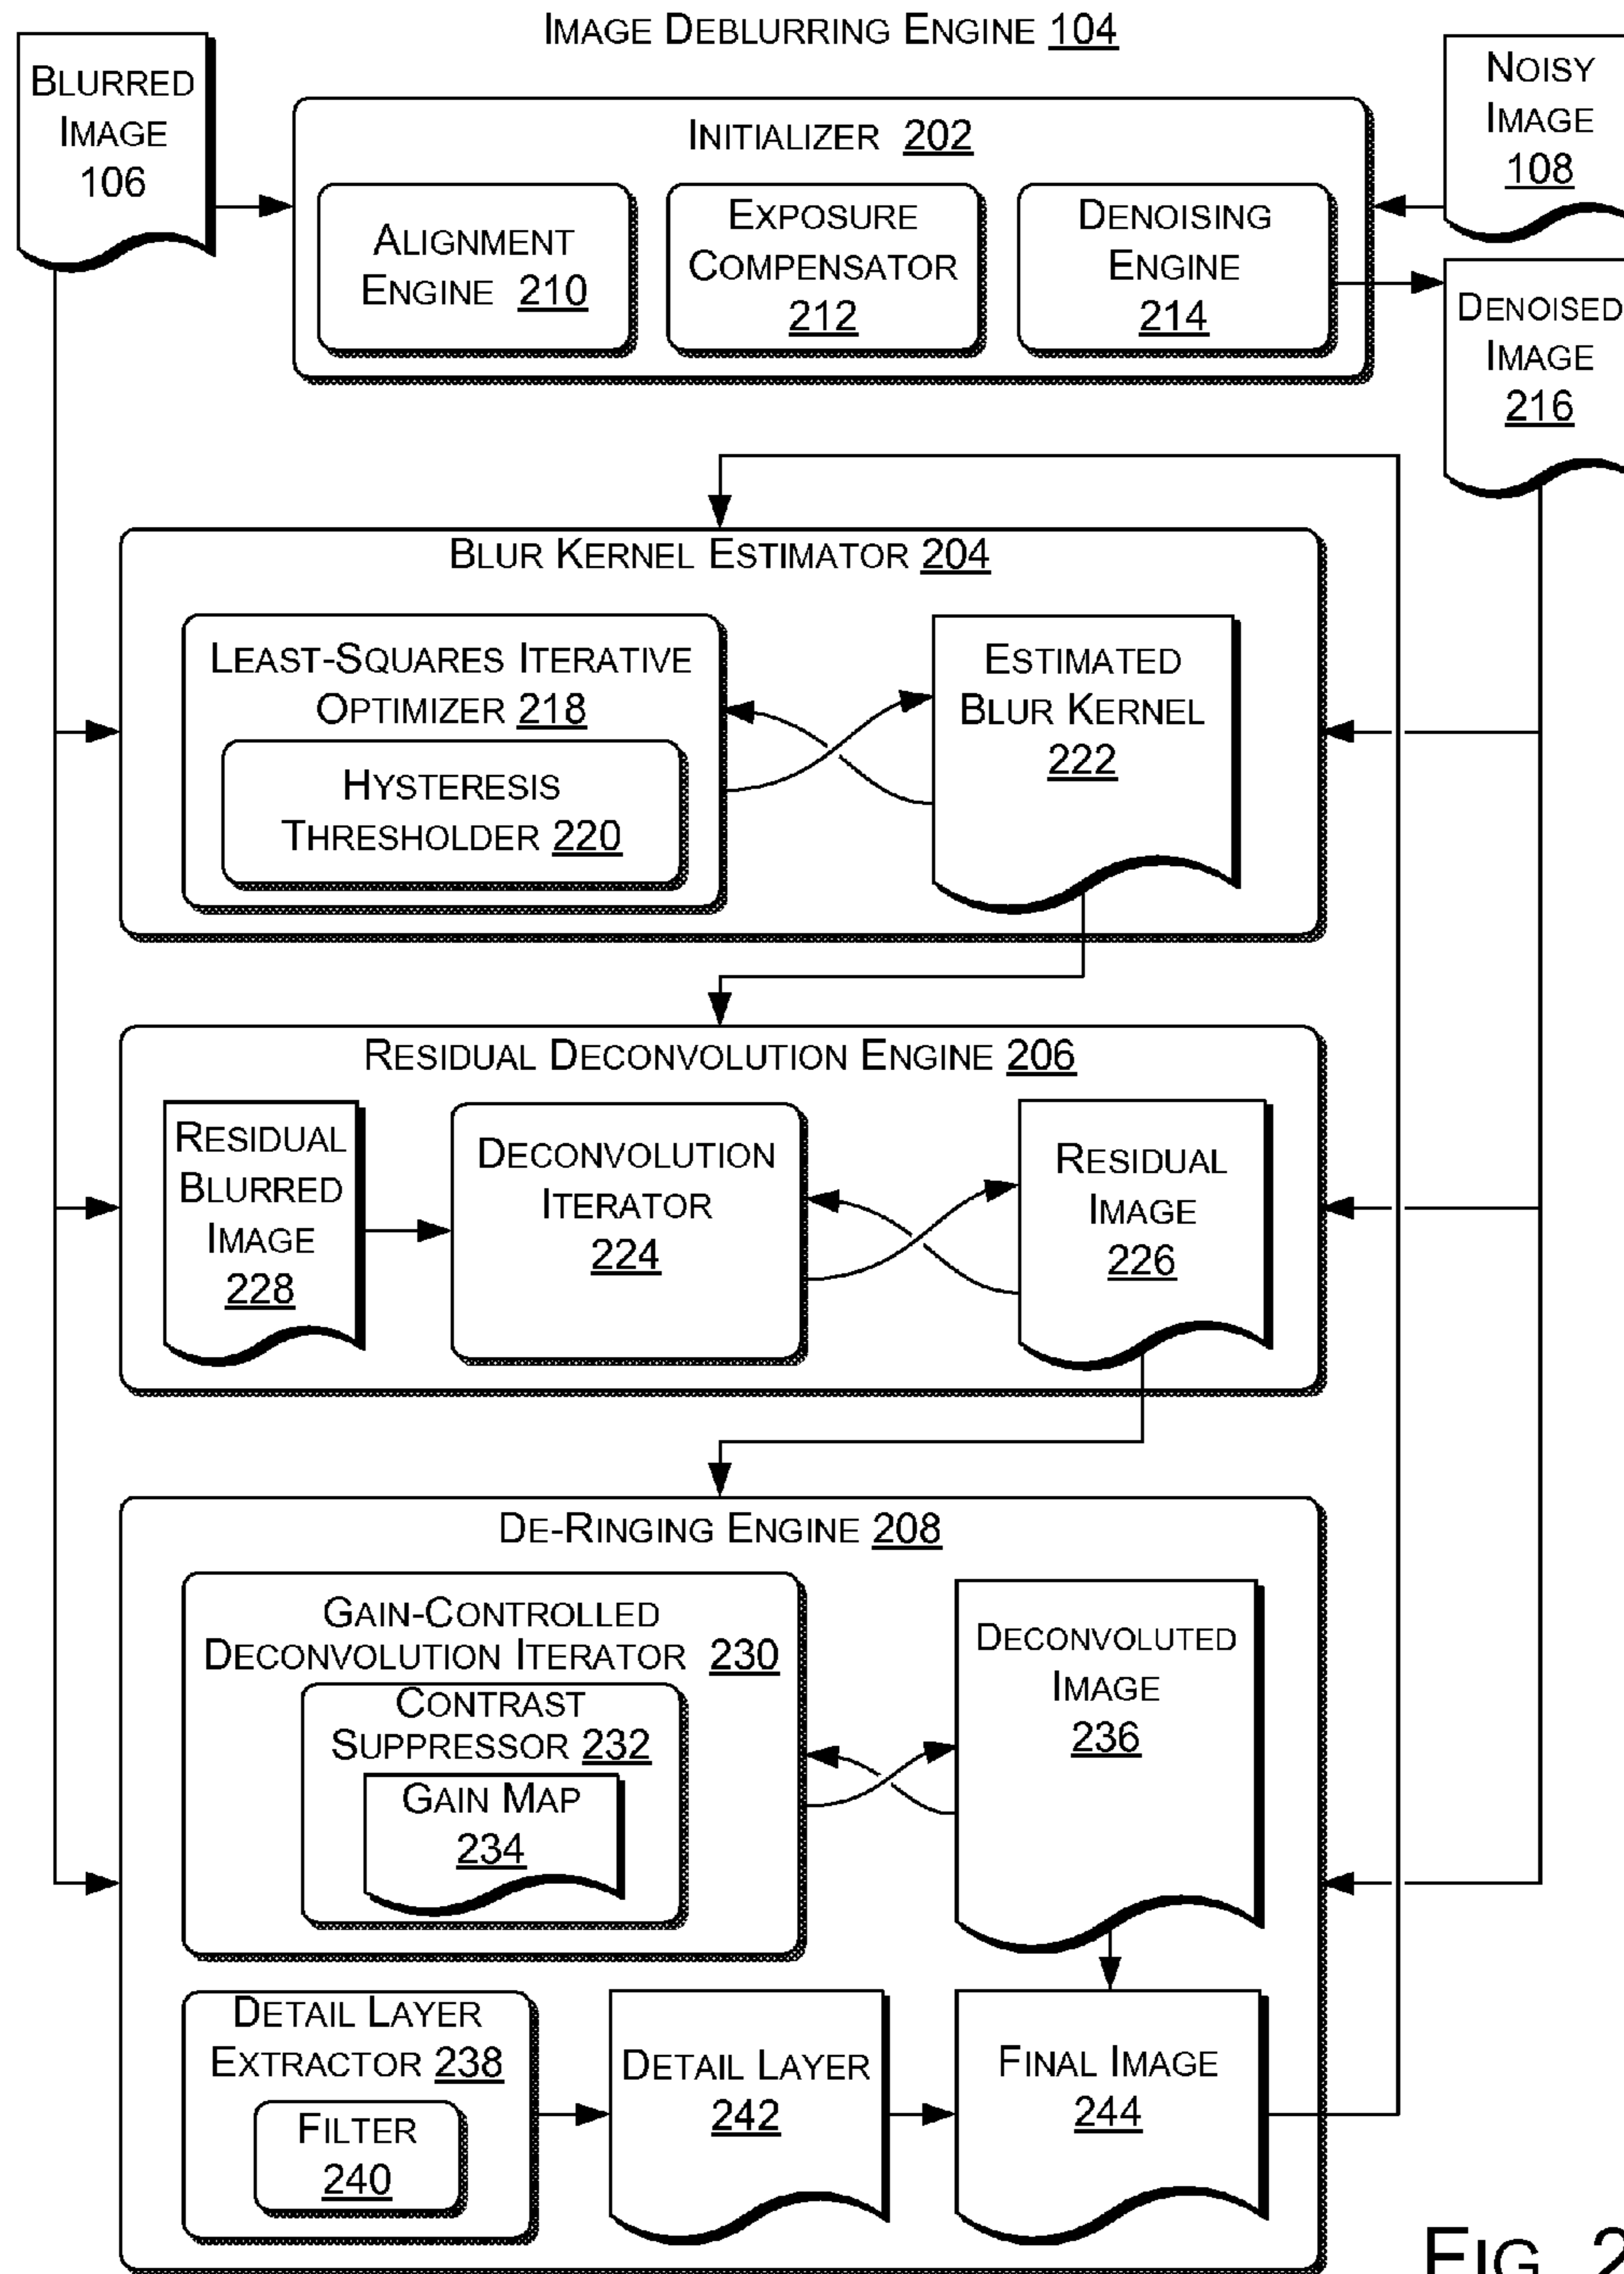 IMAGE DEBLURRING ENGINE 104
BLURRED
IMAGE
106
NOISY
IMAGE
108
INITIALIZER 202
ALIGNMENT
ENGINE 210
EXPOSURE
COMPENSATOR
212
DENOISING
ENGINE
214
DENOISED
IMAGE
216
BLUR KERNEL ESTIMATOR 204
LEAST-SQUARES ITERATIVE
OPTIMIZER 218
HYSTERESIS
THRESHOLDER 220
ESTIMATED
BLUR KERNEL
222
RESIDUAL DECONVOLUTION ENGINE 206
RESIDUAL
BLURRED
IMAGE
228
DECONVOLUTION
ITERATOR
224
RESIDUAL
IMAGE
226
DE-RINGING ENGINE 208
GAIN-CONTROLLED
DECONVOLUTION ITERATOR 230
CONTRAST
SUPPRESSOR 232
GAIN MAP
234
DECONVOLUTED
IMAGE
236
DETAIL LAYER
EXTRACTOR 238
FILTER
240
DETAIL LAYER
242
FINAL IMAGE
244
FIG. 2